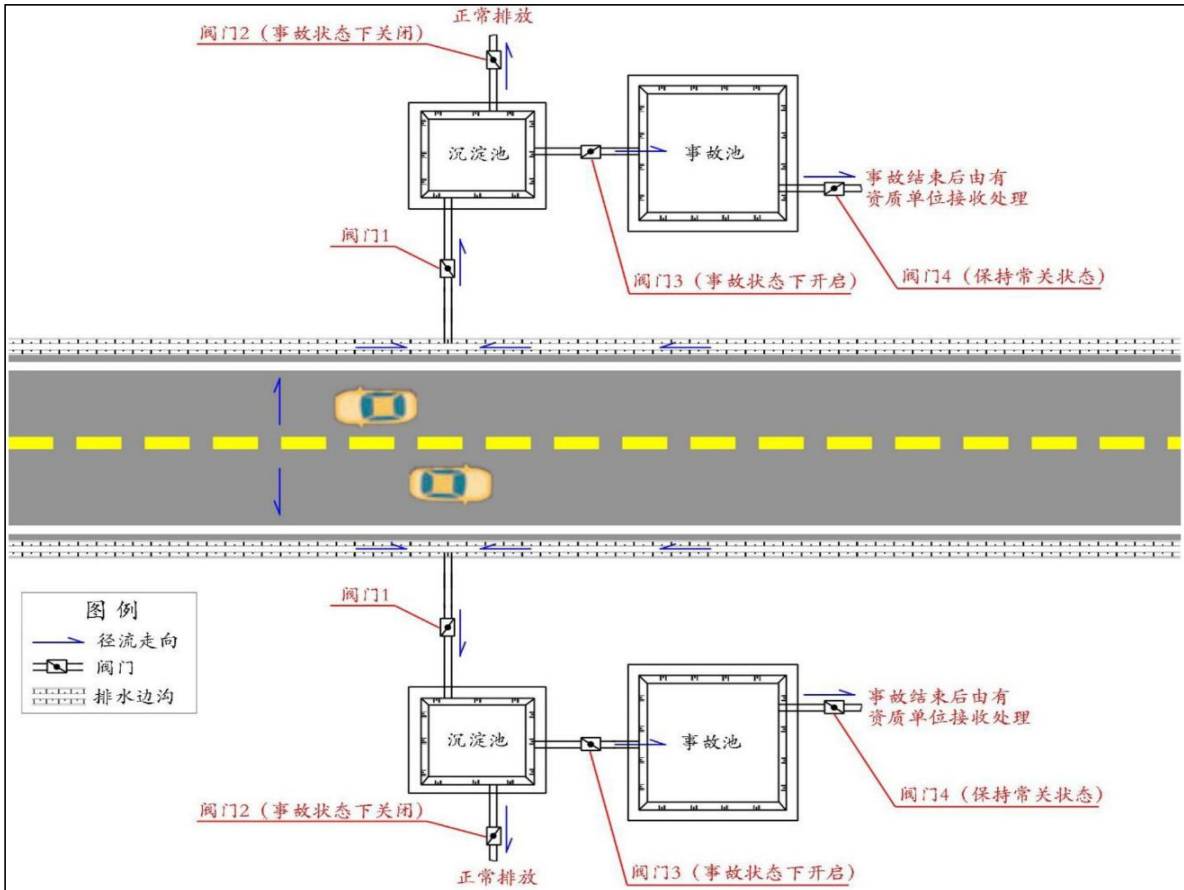 正常排放
阀门2（事故状态下关闭）
沉淀池
事故池
事故结束后由有
资质单位接收处理
阀门1
阀门3（事故状态下开启）
阀门4（保持常关状态）
阀门1
图例
径流走向
阀门
排水边沟
沉淀池
事故池
事故结束后由有
资质单位接收处理
阀门2（事故状态下关闭）
阀门4（保持常关状态）
正常排放
阀门3（事故状态下开启）